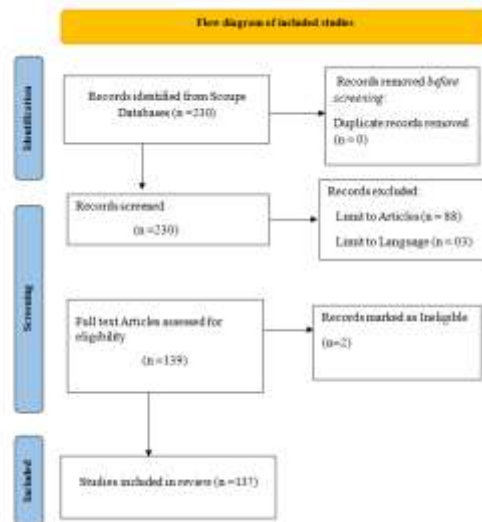 Flow diagram of included studies
Identification
Records identified from Scoups
Databases (n =230)
Records removed before
screening:
Duplicate records removed
(n = 0)
Screening
Records screened
(n =230)
Records excluded:
Limit to Articles (n = 88)
Limit to Language (n = 03)
Full text Articles assessed for
eligibility
(n =139)
Records marked as Ineligible
(n=2)
Included
Studies included in review (n =137)